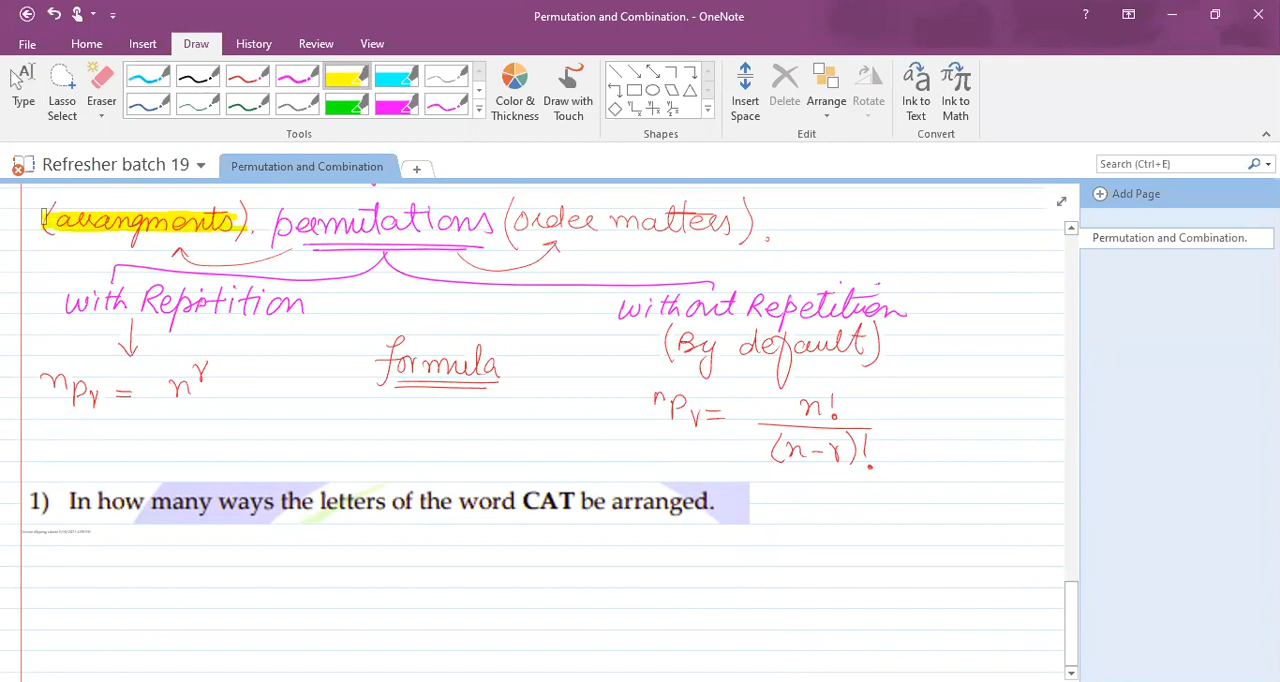 Permutation and Combination. - OneNote
?
File Home Insert Draw History Review View
Type Lasso Select Eraser Color & Thickness Draw with Touch Insert Space Delete Arrange Rotate Ink to Text Ink to Math
Tools Shapes Edit Convert
Refresher batch 19 Permutation and Combination + Search (Ctrl+E)
Add Page
Permutation and Combination.
(arrangments). permutations (order matters).
with Repitition
without Repetition
(By default)
formula
nPr = n^r
nPr = n! / (n-r)!
1) In how many ways the letters of the word CAT be arranged.